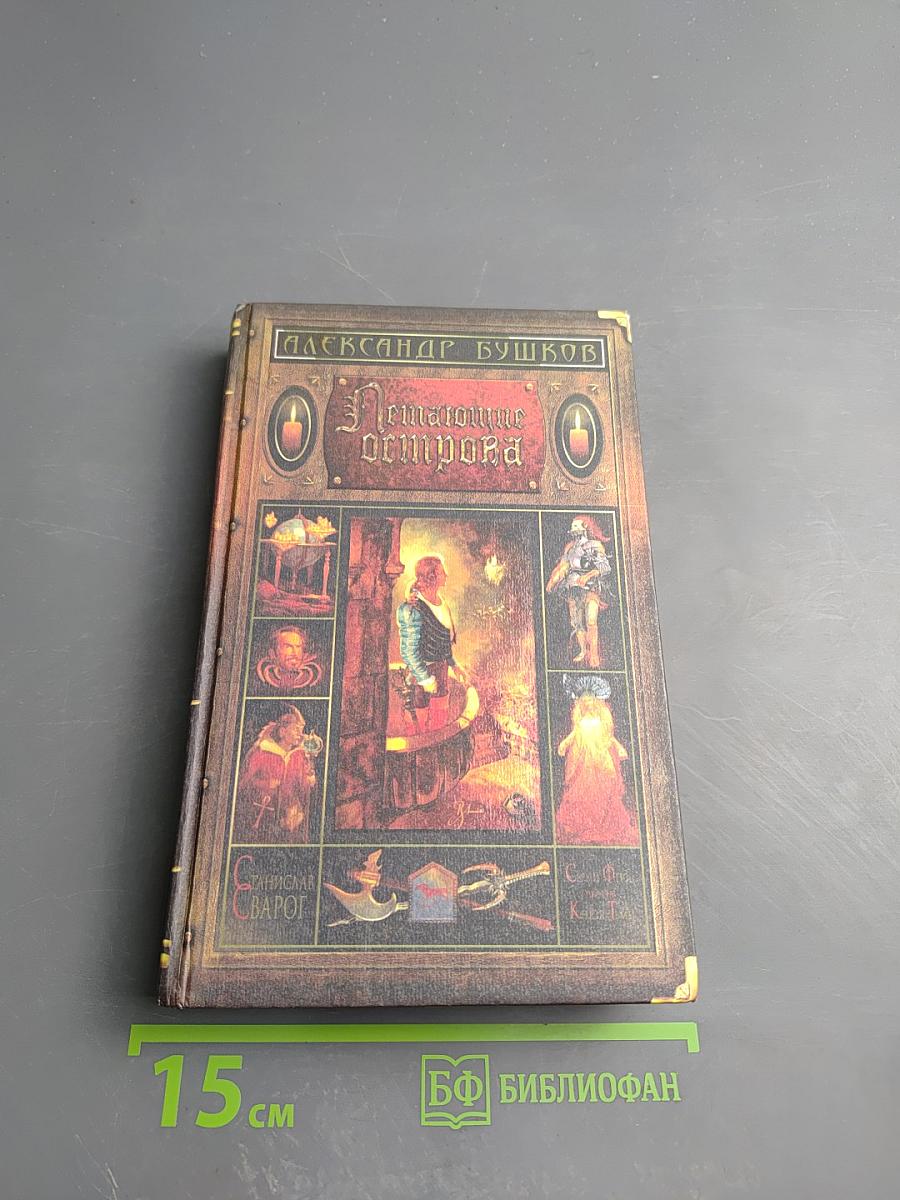 АЛЕКСАНДР БУШКОВ
Летающие
острова
СТАНИСЛАВ
СВАРОГ
15 см
БФ БИБЛИОФАН